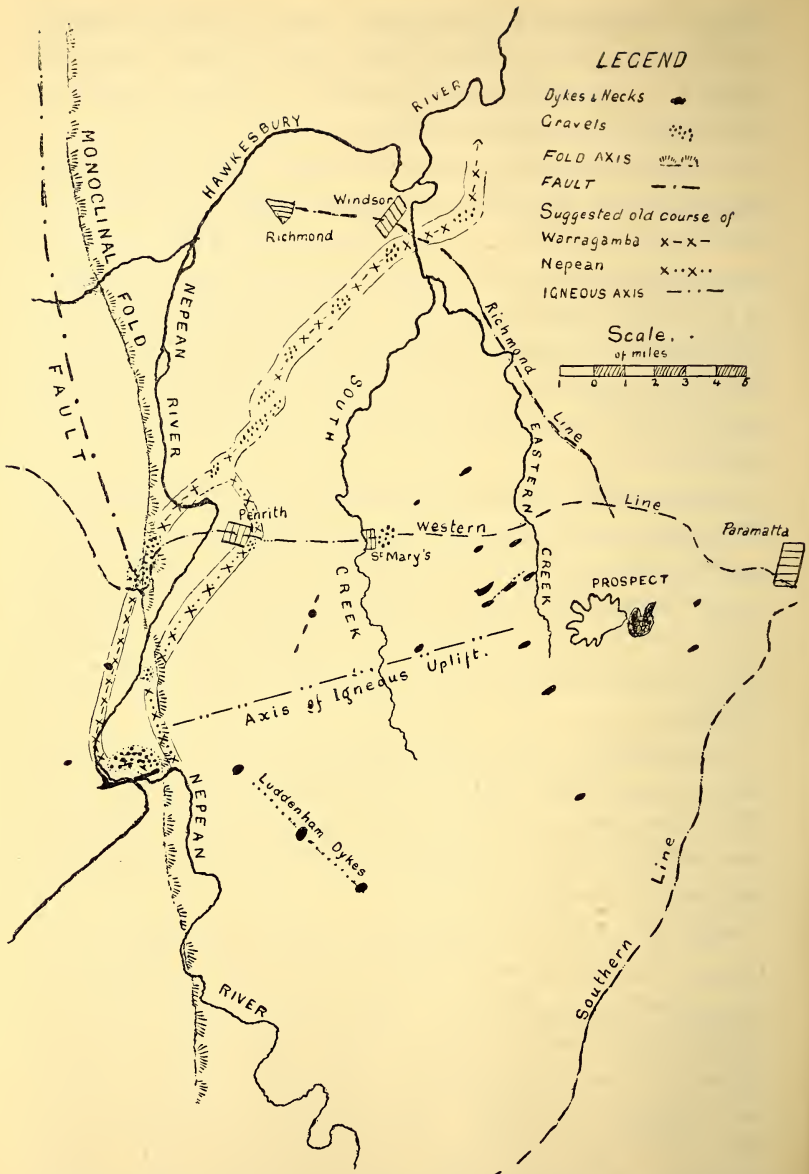 LEGEND
Dykes & Necks
Gravels
FOLD AXIS
FAULT
Suggested old course of
Warragamba x-x-
Nepean x..x..
IGNEOUS AXIS
Scale.
of miles
1 0 1 2 3 4 5
HAWKESBURY
RIVER
MONOCLINAL
FOLD
FAULT
Windsor
Richmond
NEPEAN
RIVER
Richmond
Line
SOUTH
CREEK
EASTERN
CREEK
Penrith
St Mary's
Western
Line
Paramatta
PROSPECT
Axis of Igneous Uplift.
Luddenham Dykes
NEPEAN
RIVER
Southern
Line